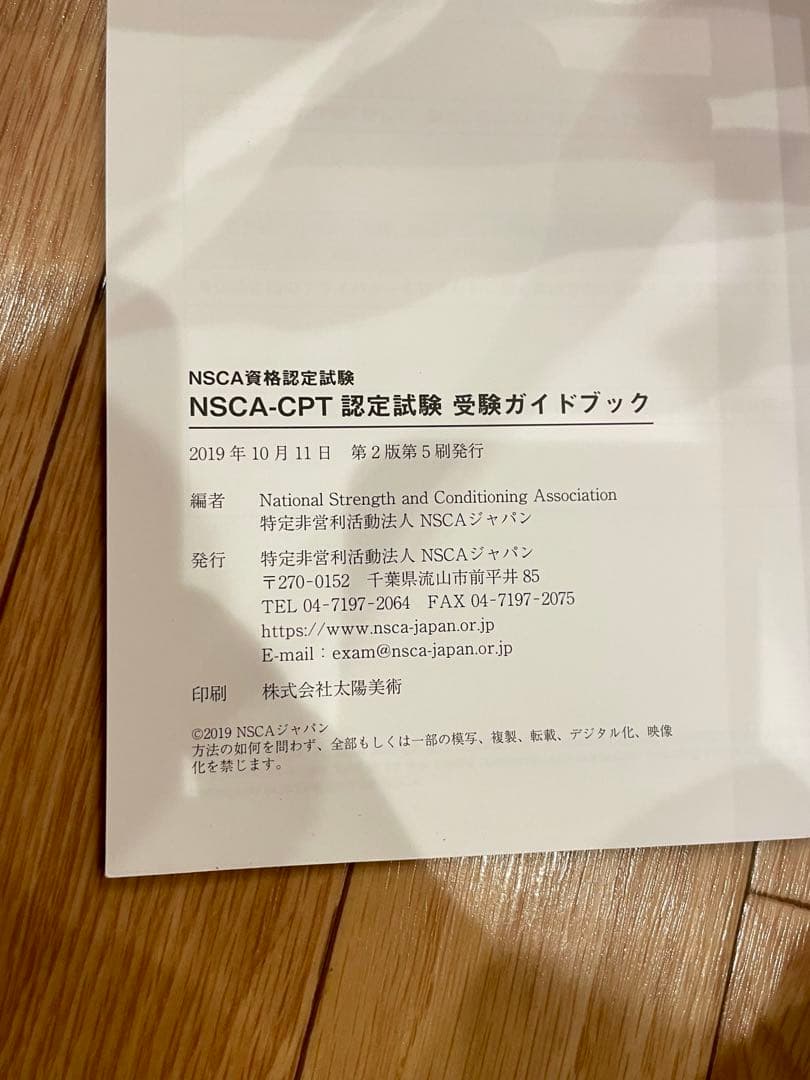 NSCA資格認定試験
NSCA-CPT 認定試験 受験ガイドブック
2019年10月11日　第2版第5刷発行
編者　National Strength and Conditioning Association
特定非営利活動法人 NSCAジャパン
発行　特定非営利活動法人 NSCAジャパン
〒270-0152　千葉県流山市前平井 85
TEL 04-7197-2064　FAX 04-7197-2075
https://www.nsca-japan.or.jp
E-mail：exam@nsca-japan.or.jp
印刷　株式会社太陽美術
©2019 NSCAジャパン
方法の如何を問わず、全部もしくは一部の模写、複製、転載、デジタル化、映像
化を禁じます。